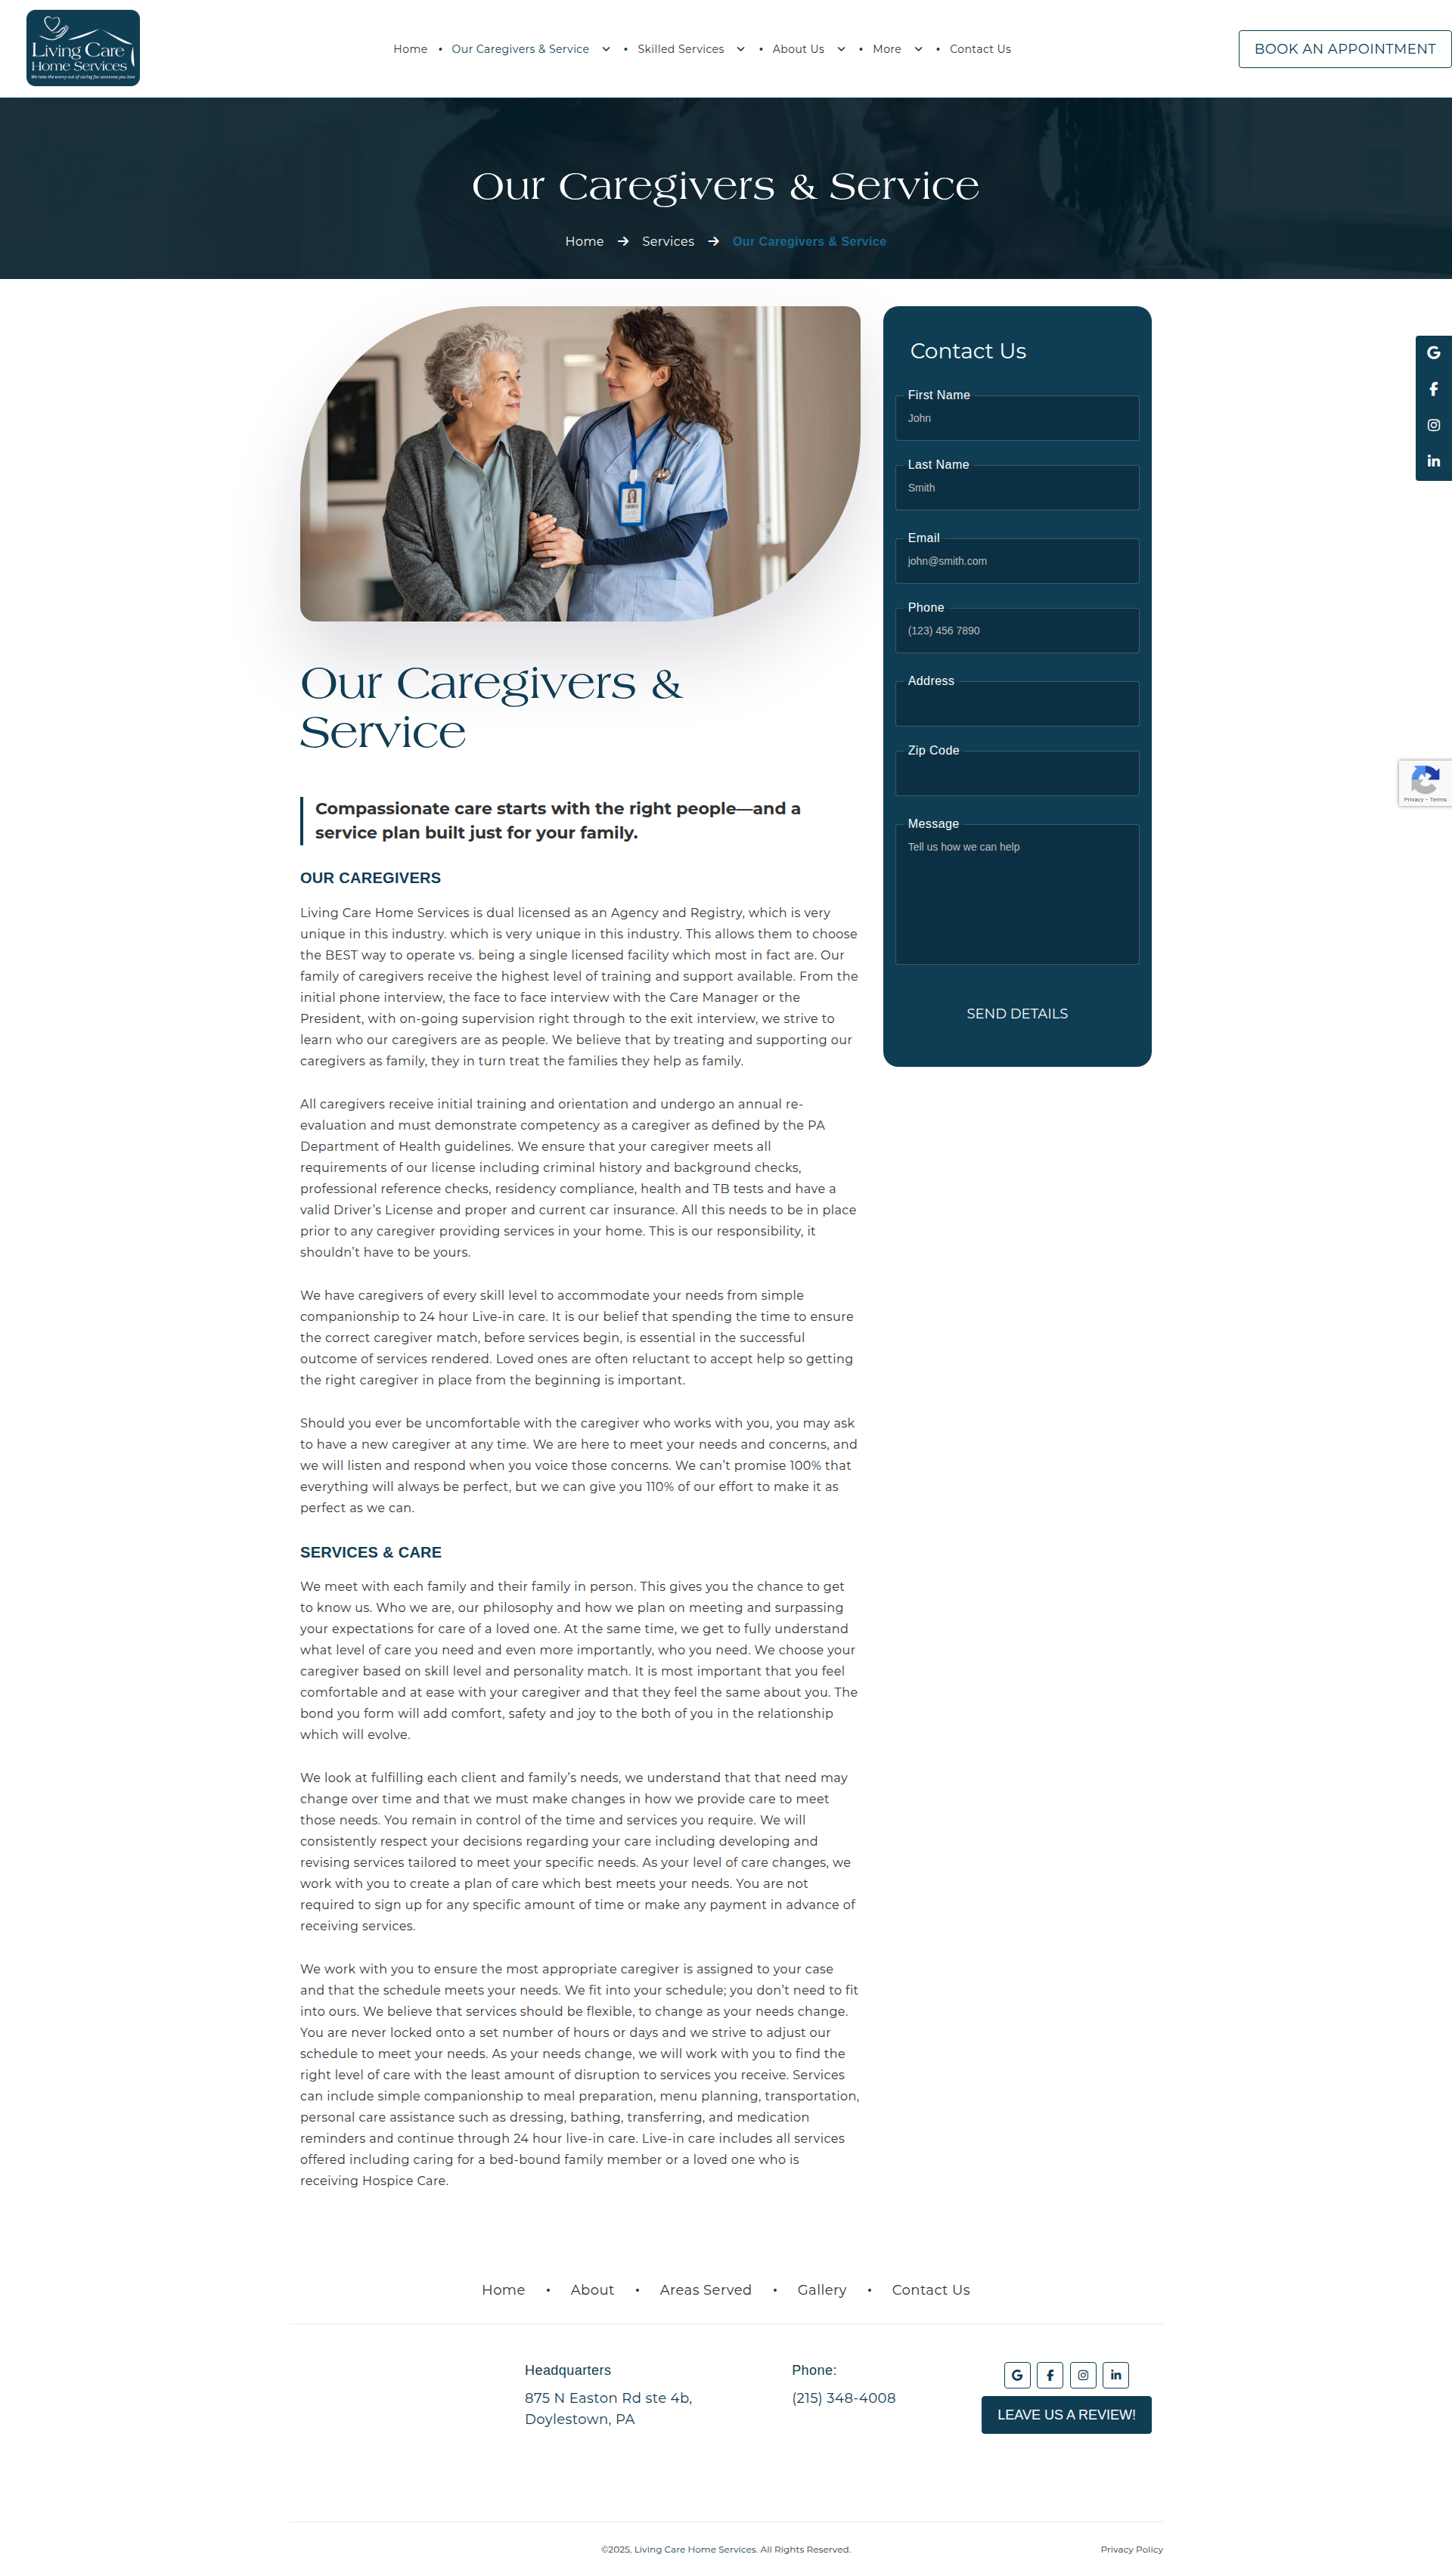 Living Care
Home Services
We take the worry out of caring for someone you love
Home • Our Caregivers & Service • Skilled Services • About Us • More • Contact Us
BOOK AN APPOINTMENT
Our Caregivers & Service
Home → Services → Our Caregivers & Service
Contact Us
First Name
John
Last Name
Smith
Email
john@smith.com
Phone
(123) 456 7890
Address
Zip Code
Message
Tell us how we can help
SEND DETAILS
Privacy - Terms
Our Caregivers &
Service
Compassionate care starts with the right people—and a
service plan built just for your family.
OUR CAREGIVERS
Living Care Home Services is dual licensed as an Agency and Registry, which is very
unique in this industry. which is very unique in this industry. This allows them to choose
the BEST way to operate vs. being a single licensed facility which most in fact are. Our
family of caregivers receive the highest level of training and support available. From the
initial phone interview, the face to face interview with the Care Manager or the
President, with on-going supervision right through to the exit interview, we strive to
learn who our caregivers are as people. We believe that by treating and supporting our
caregivers as family, they in turn treat the families they help as family.
All caregivers receive initial training and orientation and undergo an annual re-
evaluation and must demonstrate competency as a caregiver as defined by the PA
Department of Health guidelines. We ensure that your caregiver meets all
requirements of our license including criminal history and background checks,
professional reference checks, residency compliance, health and TB tests and have a
valid Driver’s License and proper and current car insurance. All this needs to be in place
prior to any caregiver providing services in your home. This is our responsibility, it
shouldn’t have to be yours.
We have caregivers of every skill level to accommodate your needs from simple
companionship to 24 hour Live-in care. It is our belief that spending the time to ensure
the correct caregiver match, before services begin, is essential in the successful
outcome of services rendered. Loved ones are often reluctant to accept help so getting
the right caregiver in place from the beginning is important.
Should you ever be uncomfortable with the caregiver who works with you, you may ask
to have a new caregiver at any time. We are here to meet your needs and concerns, and
we will listen and respond when you voice those concerns. We can’t promise 100% that
everything will always be perfect, but we can give you 110% of our effort to make it as
perfect as we can.
SERVICES & CARE
We meet with each family and their family in person. This gives you the chance to get
to know us. Who we are, our philosophy and how we plan on meeting and surpassing
your expectations for care of a loved one. At the same time, we get to fully understand
what level of care you need and even more importantly, who you need. We choose your
caregiver based on skill level and personality match. It is most important that you feel
comfortable and at ease with your caregiver and that they feel the same about you. The
bond you form will add comfort, safety and joy to the both of you in the relationship
which will evolve.
We look at fulfilling each client and family’s needs, we understand that that need may
change over time and that we must make changes in how we provide care to meet
those needs. You remain in control of the time and services you require. We will
consistently respect your decisions regarding your care including developing and
revising services tailored to meet your specific needs. As your level of care changes, we
work with you to create a plan of care which best meets your needs. You are not
required to sign up for any specific amount of time or make any payment in advance of
receiving services.
We work with you to ensure the most appropriate caregiver is assigned to your case
and that the schedule meets your needs. We fit into your schedule; you don’t need to fit
into ours. We believe that services should be flexible, to change as your needs change.
You are never locked onto a set number of hours or days and we strive to adjust our
schedule to meet your needs. As your needs change, we will work with you to find the
right level of care with the least amount of disruption to services you receive. Services
can include simple companionship to meal preparation, menu planning, transportation,
personal care assistance such as dressing, bathing, transferring, and medication
reminders and continue through 24 hour live-in care. Live-in care includes all services
offered including caring for a bed-bound family member or a loved one who is
receiving Hospice Care.
Home • About • Areas Served • Gallery • Contact Us
Headquarters
875 N Easton Rd ste 4b,
Doylestown, PA
Phone:
(215) 348-4008
LEAVE US A REVIEW!
©2025, Living Care Home Services. All Rights Reserved.
Privacy Policy